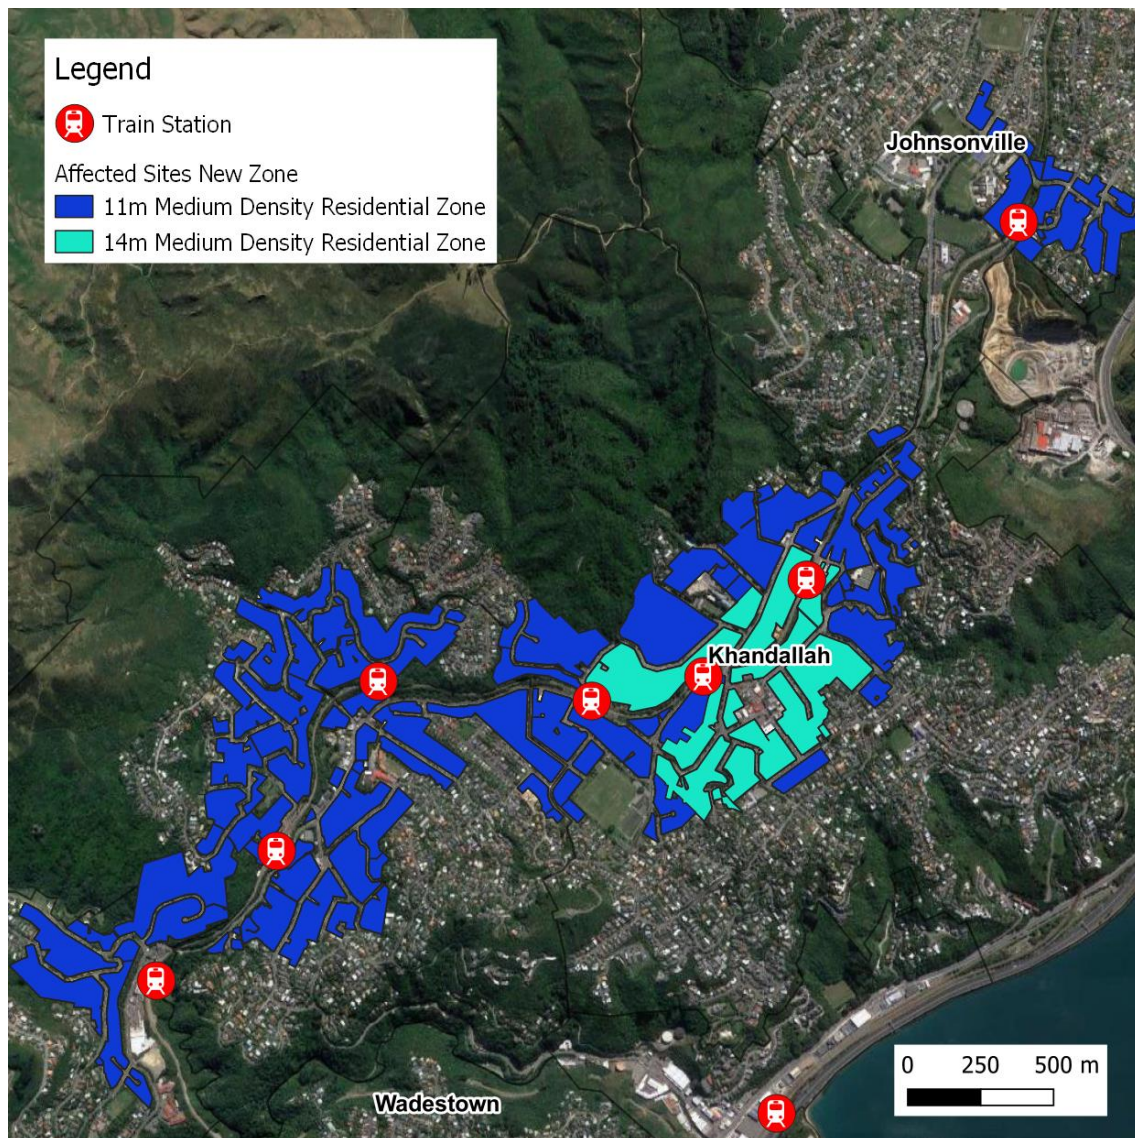 Legend
Train Station
Affected Sites New Zone
11m Medium Density Residential Zone
14m Medium Density Residential Zone
Johnsonville
Khandallah
Wadestown
0 250 500 m